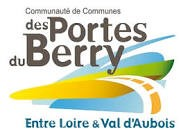 Communauté de Communes
des Portes
du Berry
Entre Loire & Val d'Aubois